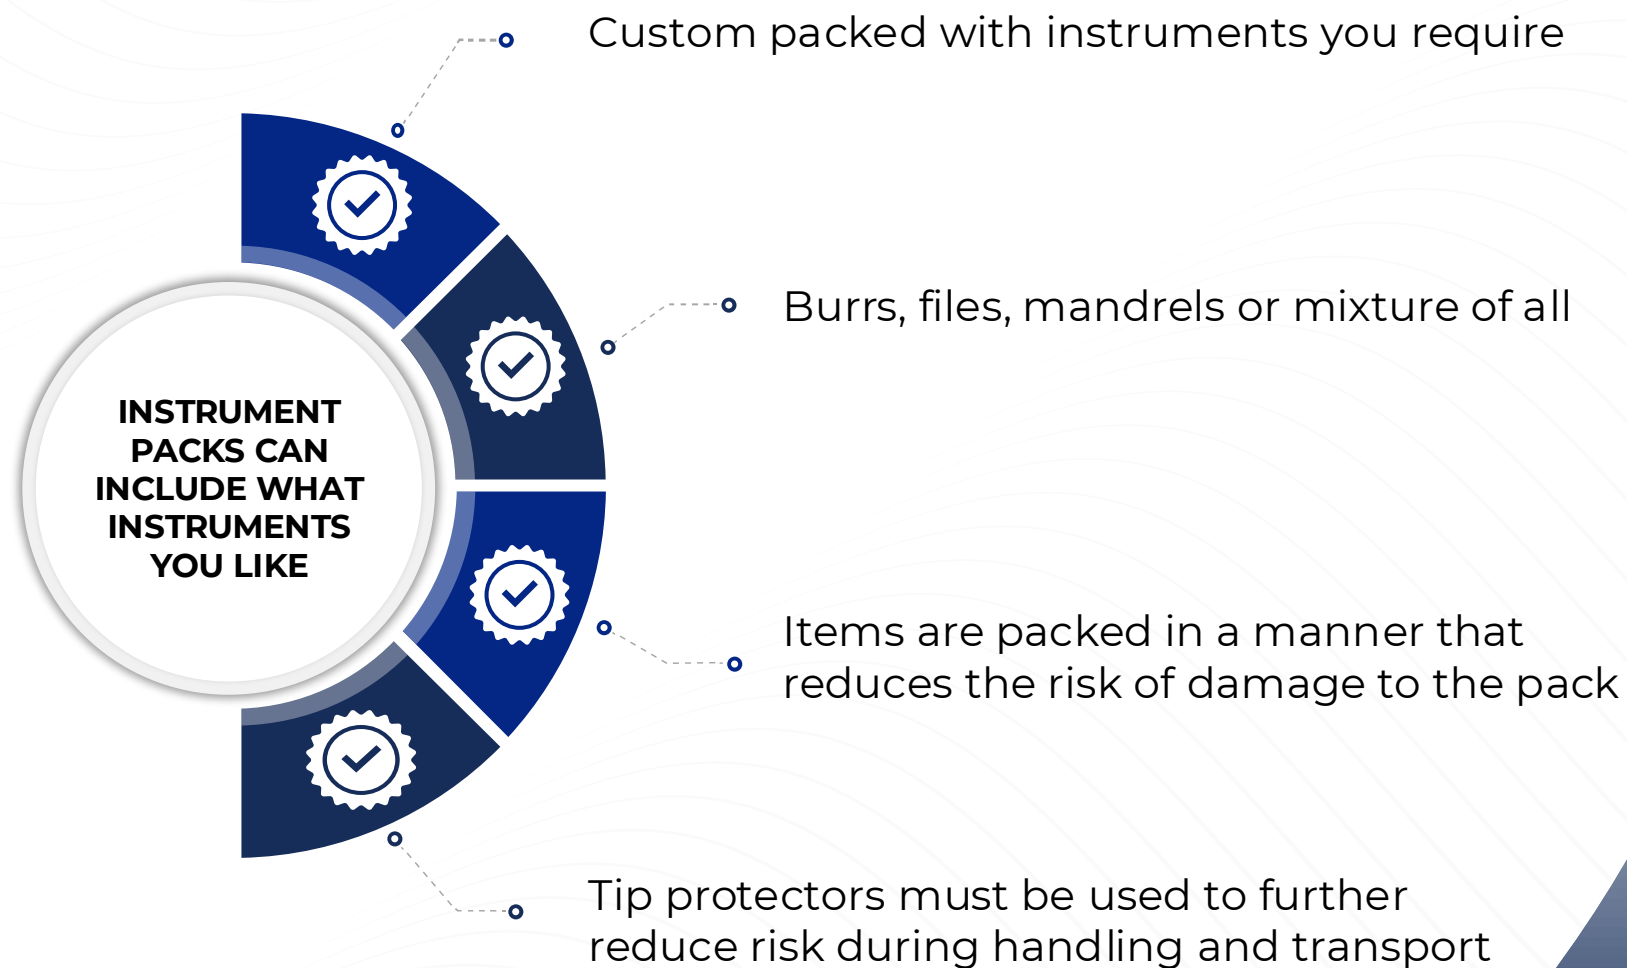 Custom packed with instruments you require
Burrs, files, mandrels or mixture of all
INSTRUMENT
PACKS CAN
INCLUDE WHAT
INSTRUMENTS
YOU LIKE
Items are packed in a manner that
reduces the risk of damage to the pack
Tip protectors must be used to further
reduce risk during handling and transport